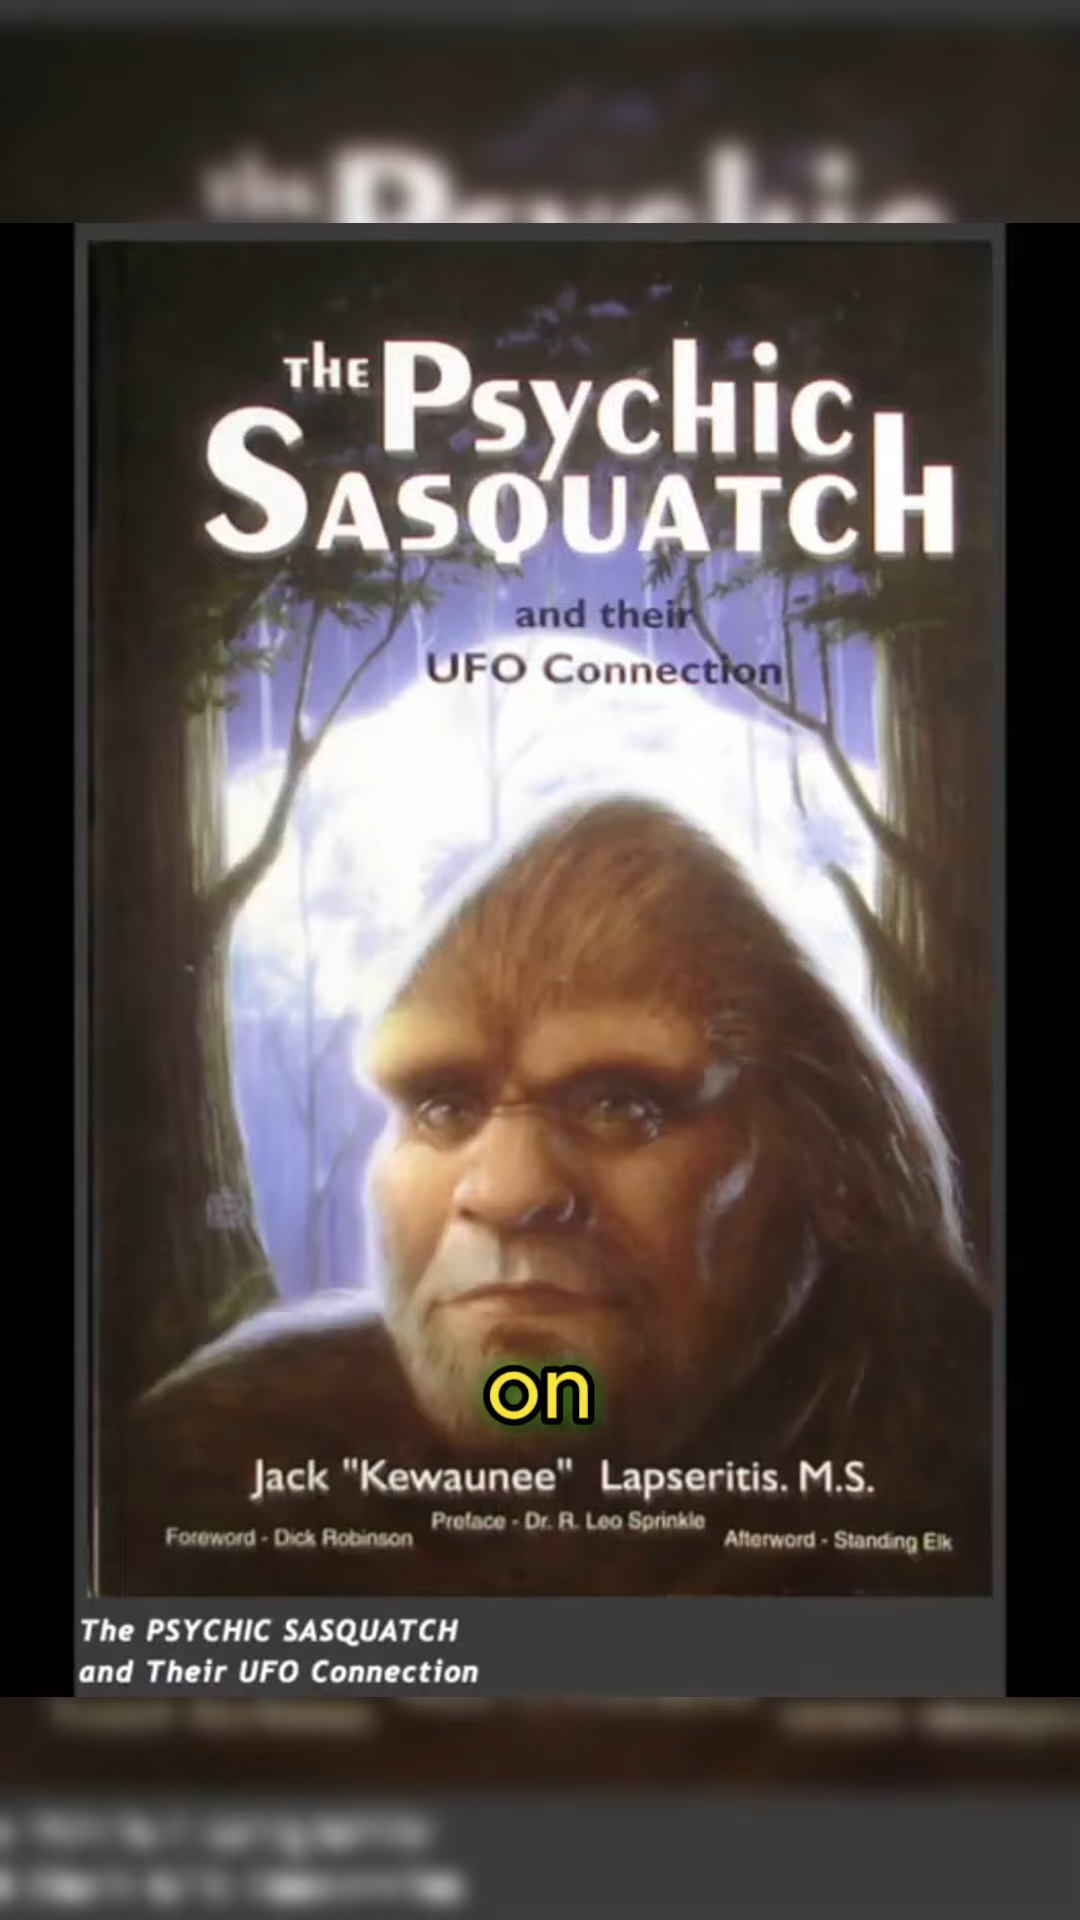 THE Psychic
SASQUATCH
and their
UFO Connection
on
Jack "Kewaunee" Lapseritis. M.S.
Preface - Dr. R. Leo Sprinkle
Foreword - Dick Robinson
Afterword - Standing Elk
The PSYCHIC SASQUATCH
and Their UFO Connection